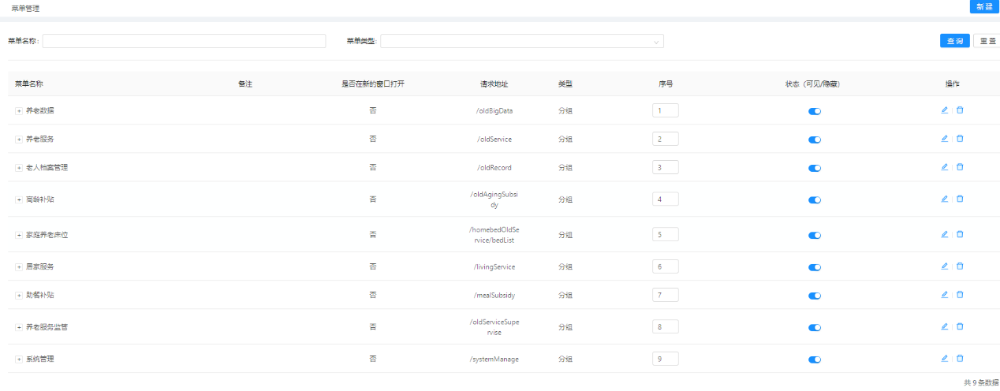 菜单管理
新 建
菜单名称: 菜单类型: 查 询 重 置
菜单名称 备注 是否在新的窗口打开 请求地址 类型 序号 状态（可见/隐藏） 操作
养老数据 否 /oldBigData 分组 1
养老服务 否 /oldService 分组 2
老人档案管理 否 /oldRecord 分组 3
高龄补贴 否 /oldAgingSubsi 分组 4
dy
家庭养老床位 否 /homebedOldSe 分组 5
rvice/bedList
居家服务 否 /livingService 分组 6
助餐补贴 否 /mealSubsidy 分组 7
养老服务监管 否 /oldServiceSupe 分组 8
rvise
系统管理 否 /systemManage 分组 9
共 9 条数据